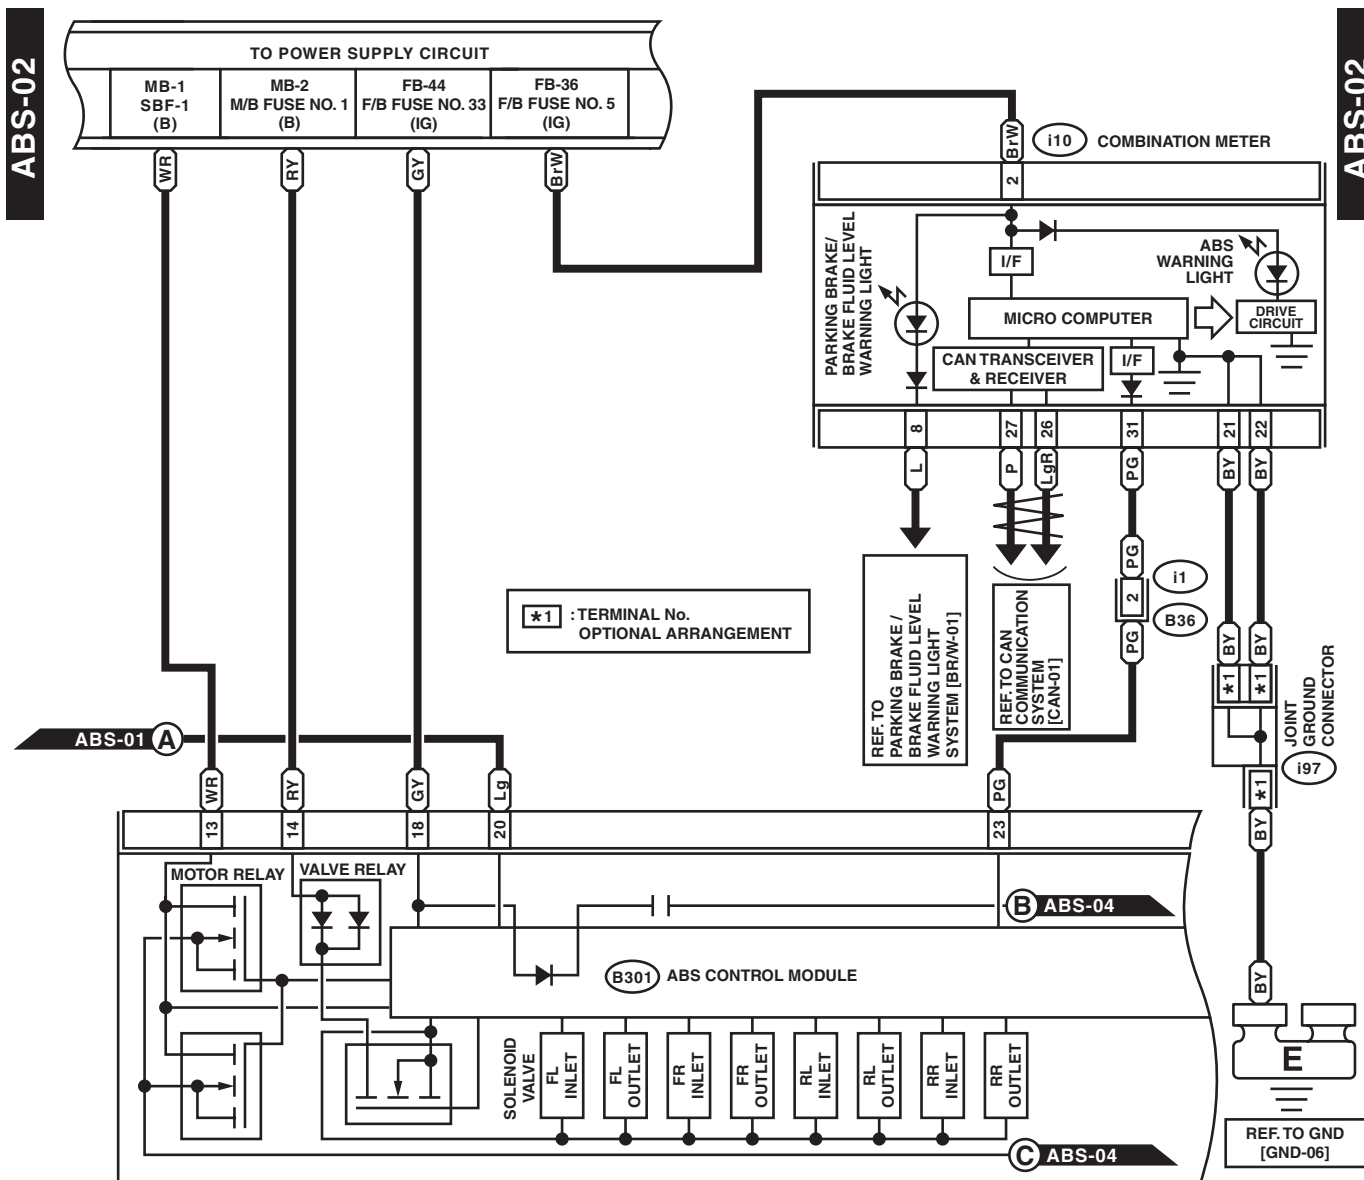 ABS-02
ABS-02
TO POWER SUPPLY CIRCUIT
MB-1
SBF-1
(B)
MB-2
M/B FUSE NO. 1
(B)
FB-44
F/B FUSE NO. 33
(IG)
FB-36
F/B FUSE NO. 5
(IG)
WR
RY
GY
BrW
BrW
i10
COMBINATION METER
2
PARKING BRAKE/
BRAKE FLUID LEVEL
WARNING LIGHT
I/F
ABS
WARNING
LIGHT
MICRO COMPUTER
DRIVE
CIRCUIT
CAN TRANSCEIVER
& RECEIVER
I/F
8
27
26
31
21
22
L
P
LgR
PG
BY
BY
PG
i1
2
B36
PG
*1 : TERMINAL No.
OPTIONAL ARRANGEMENT
REF. TO
PARKING BRAKE /
BRAKE FLUID LEVEL
WARNING LIGHT
SYSTEM [BR/W-01]
REF. TO CAN
COMMUNICATION
SYSTEM
[CAN-01]
BY
BY
*1
*1
JOINT
GROUND
CONNECTOR
i97
*1
BY
ABS-01
A
WR
RY
GY
Lg
PG
13
14
18
20
23
MOTOR RELAY
VALVE RELAY
B
ABS-04
B301
ABS CONTROL MODULE
BY
E
SOLENOID
VALVE
FL
INLET
FL
OUTLET
FR
INLET
FR
OUTLET
RL
INLET
RL
OUTLET
RR
INLET
RR
OUTLET
REF. TO GND
[GND-06]
C
ABS-04